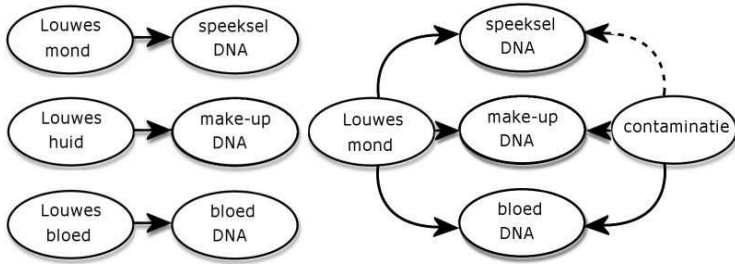 Louwes
mond
speeksel
DNA
Louwes
huid
make-up
DNA
Louwes
bloed
bloed
DNA
speeksel
DNA
Louwes
mond
make-up
DNA
contaminatie
bloed
DNA